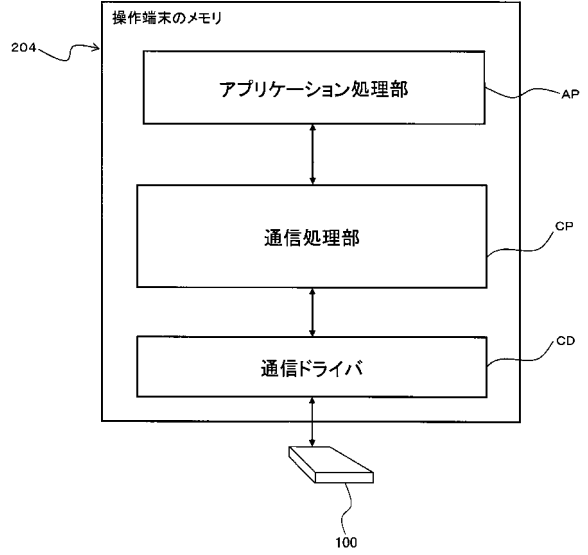 操作端末のメモリ
204
アプリケーション処理部
AP
通信処理部
CP
通信ドライバ
CD
100